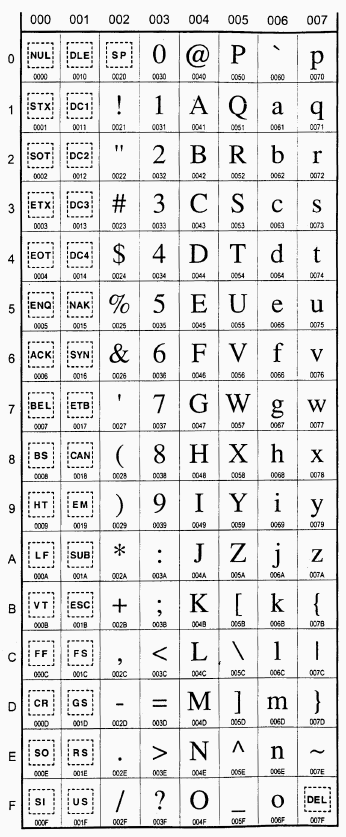 000 001 002 003 004 005 006 007
0 NUL DLE SP 0 @ P ` p
0000 0010 0020 0030 0040 0050 0060 0070
1 STX DC1 ! 1 A Q a q
0001 0011 0021 0031 0041 0051 0061 0071
2 SOT DC2 " 2 B R b r
0002 0012 0022 0032 0042 0052 0062 0072
3 ETX DC3 # 3 C S c s
0003 0013 0023 0033 0043 0053 0063 0073
4 EOT DC4 $ 4 D T d t
0004 0014 0024 0034 0044 0054 0064 0074
5 ENQ NAK % 5 E U e u
0005 0015 0025 0035 0045 0055 0065 0075
6 ACK SYN & 6 F V f v
0006 0016 0026 0036 0046 0056 0066 0076
7 BEL ETB ' 7 G W g w
0007 0017 0027 0037 0047 0057 0067 0077
8 BS CAN ( 8 H X h x
0008 0018 0028 0038 0048 0058 0068 0078
9 HT EM ) 9 I Y i y
0009 0019 0029 0039 0049 0059 0069 0079
A LF SUB * : J Z j z
000A 001A 002A 003A 004A 005A 006A 007A
B VT ESC + ; K [ k {
000B 001B 002B 003B 004B 005B 006B 007B
C FF FS , < L \ l |
000C 001C 002C 003C 004C 005C 006C 007C
D CR GS - = M ] m }
000D 001D 002D 003D 004D 005D 006D 007D
E SO RS . > N ^ n ~
000E 001E 002E 003E 004E 005E 006E 007E
F SI US / ? O _ o DEL
000F 001F 002F 003F 004F 005F 006F 007F